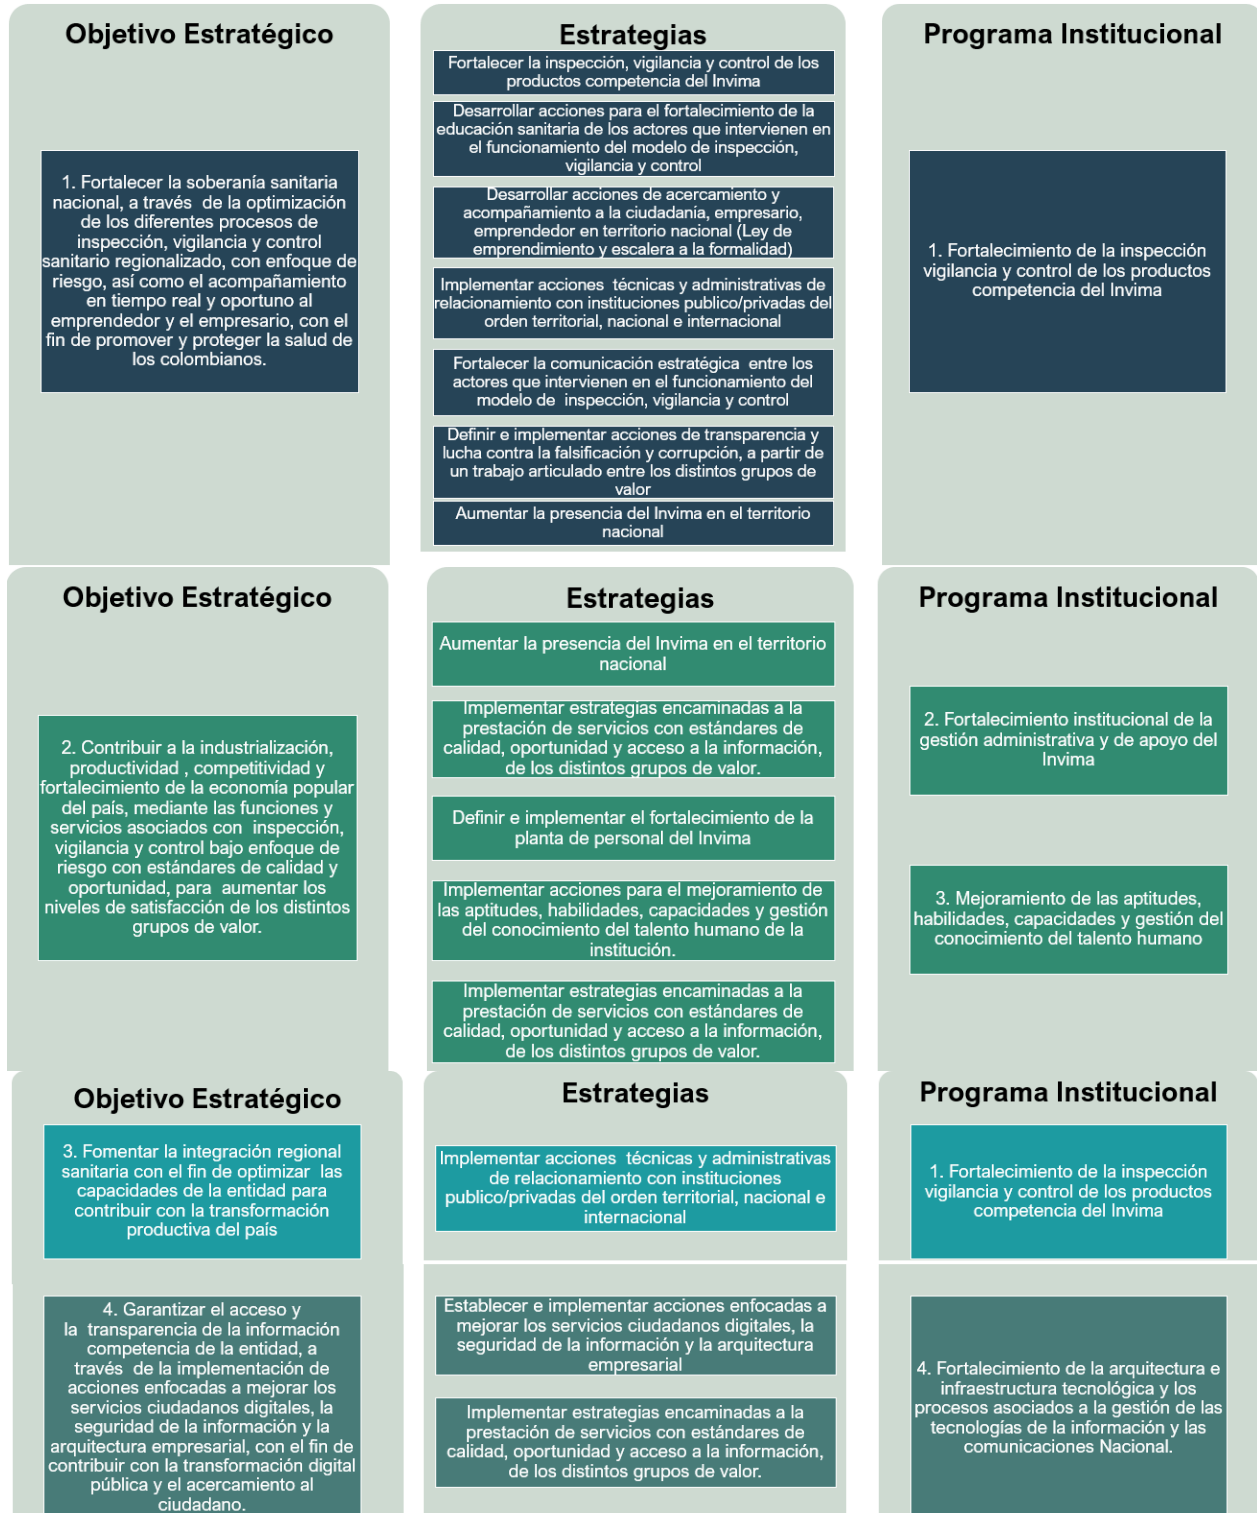 Objetivo Estratégico
1. Fortalecer la soberanía sanitaria
nacional, a través de la optimización
de los diferentes procesos de
inspección, vigilancia y control
sanitario regionalizado, con enfoque de
riesgo, así como el acompañamiento
en tiempo real y oportuno al
emprendedor y el empresario, con el
fin de promover y proteger la salud de
los colombianos.
Estrategias
Fortalecer la inspección, vigilancia y control de los
productos competencia del Invima
Desarrollar acciones para el fortalecimiento de la
educación sanitaria de los actores que intervienen en
el funcionamiento del modelo de inspección,
vigilancia y control
Desarrollar acciones de acercamiento y
acompañamiento a la ciudadanía, empresario,
emprendedor en territorio nacional (Ley de
emprendimiento y escalera a la formalidad)
Implementar acciones técnicas y administrativas de
relacionamiento con instituciones publico/privadas del
orden territorial, nacional e internacional
Fortalecer la comunicación estratégica entre los
actores que intervienen en el funcionamiento del
modelo de inspección, vigilancia y control
Definir e implementar acciones de transparencia y
lucha contra la falsificación y corrupción, a partir de
un trabajo articulado entre los distintos grupos de
valor
Aumentar la presencia del Invima en el territorio
nacional
Programa Institucional
1. Fortalecimiento de la inspección
vigilancia y control de los productos
competencia del Invima
Objetivo Estratégico
2. Contribuir a la industrialización,
productividad , competitividad y
fortalecimiento de la economía popular
del país, mediante las funciones y
servicios asociados con inspección,
vigilancia y control bajo enfoque de
riesgo con estándares de calidad y
oportunidad, para aumentar los
niveles de satisfacción de los distintos
grupos de valor.
Estrategias
Aumentar la presencia del Invima en el territorio
nacional
Implementar estrategias encaminadas a la
prestación de servicios con estándares de
calidad, oportunidad y acceso a la información,
de los distintos grupos de valor.
Definir e implementar el fortalecimiento de la
planta de personal del Invima
Implementar acciones para el mejoramiento de
las aptitudes, habilidades, capacidades y gestión
del conocimiento del talento humano de la
institución.
Implementar estrategias encaminadas a la
prestación de servicios con estándares de
calidad, oportunidad y acceso a la información,
de los distintos grupos de valor.
Programa Institucional
2. Fortalecimiento institucional de la
gestión administrativa y de apoyo del
Invima
3. Mejoramiento de las aptitudes,
habilidades, capacidades y gestión del
conocimiento del talento humano
Objetivo Estratégico
3. Fomentar la integración regional
sanitaria con el fin de optimizar las
capacidades de la entidad para
contribuir con la transformación
productiva del país
Estrategias
Implementar acciones técnicas y administrativas
de relacionamiento con instituciones
publico/privadas del orden territorial, nacional e
internacional
Programa Institucional
1. Fortalecimiento de la inspección
vigilancia y control de los productos
competencia del Invima
4. Garantizar el acceso y
la transparencia de la información
competencia de la entidad, a
través de la implementación de
acciones enfocadas a mejorar los
servicios ciudadanos digitales, la
seguridad de la información y la
arquitectura empresarial, con el fin de
contribuir con la transformación digital
pública y el acercamiento al
ciudadano.
Establecer e implementar acciones enfocadas a
mejorar los servicios ciudadanos digitales, la
seguridad de la información y la arquitectura
empresarial
Implementar estrategias encaminadas a la
prestación de servicios con estándares de
calidad, oportunidad y acceso a la información,
de los distintos grupos de valor.
4. Fortalecimiento de la arquitectura e
infraestructura tecnológica y los
procesos asociados a la gestión de las
tecnologías de la información y las
comunicaciones Nacional.